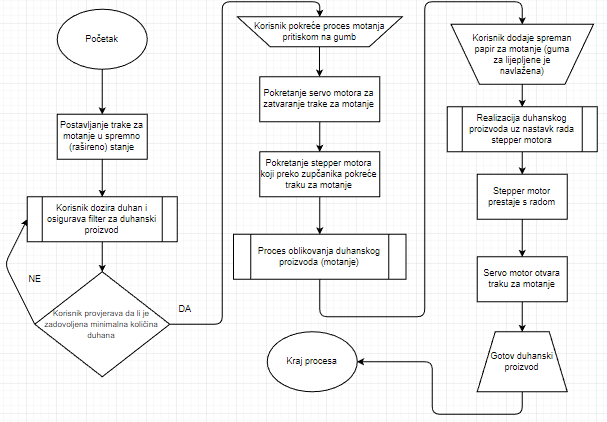 Početak
Postavljanje trake za
motanje u spremno
(rašireno) stanje
Korisnik dozira duhan i
osigurava filter za duhanski
proizvod
NE
Korisnik provjerava da li je
zadovoljena minimalna količina
duhana
DA
Korisnik pokreće proces motanja
pritiskom na gumb
Pokretanje servo motora za
zatvaranje trake za motanje
Pokretanje stepper motora
koji preko zupčanika pokreće
traku za motanje
Proces oblikovanja duhanskog
proizvoda (motanje)
Korisnik dodaje spreman
papir za motanje (guma
za lijepljene je
navlažena)
Realizacija duhanskog
proizvoda uz nastavk rada
stepper motora
Stepper motor
prestaje s radom
Servo motor otvara
traku za motanje
Gotov duhanski
proizvod
Kraj procesa